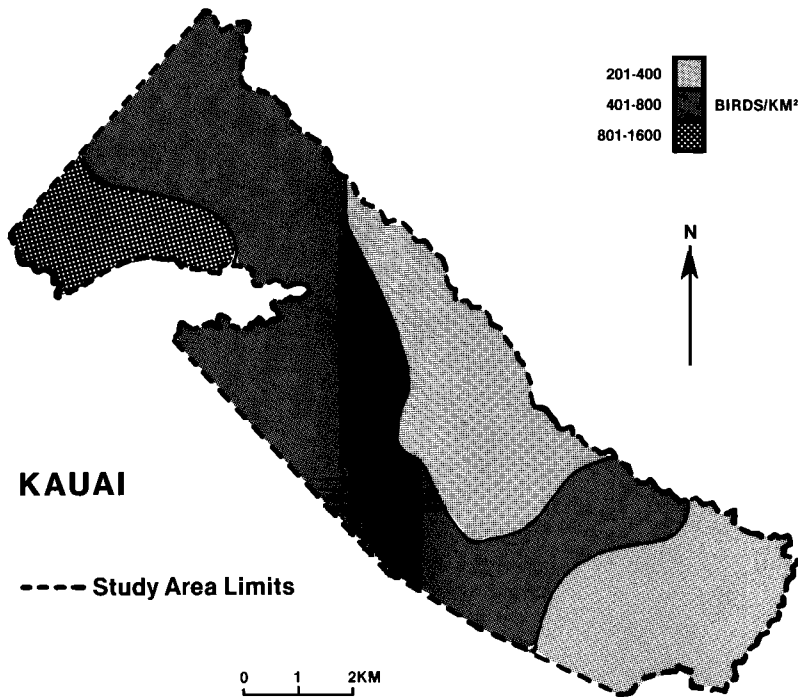 201-400
401-800 BIRDS/KM²
801-1600
N
KAUAI
Study Area Limits
0 1 2KM